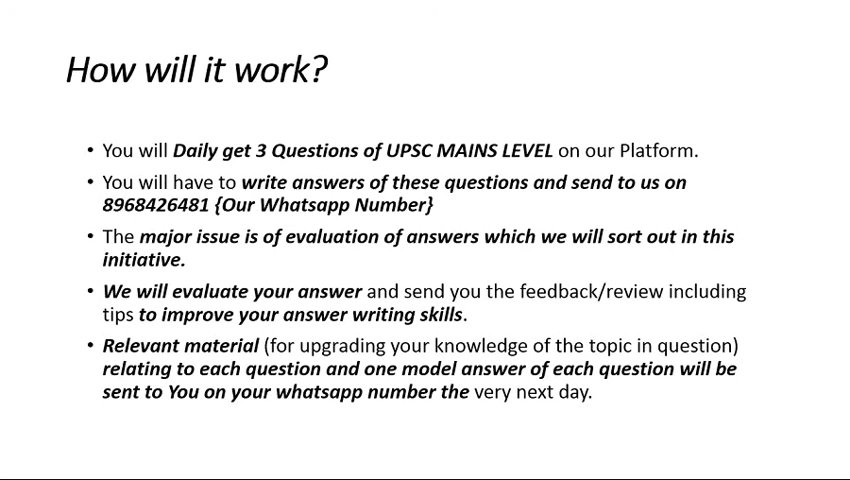 How will it work?
• You will Daily get 3 Questions of UPSC MAINS LEVEL on our Platform.
• You will have to write answers of these questions and send to us on
8968426481 {Our Whatsapp Number}
• The major issue is of evaluation of answers which we will sort out in this
initiative.
• We will evaluate your answer and send you the feedback/review including
tips to improve your answer writing skills.
• Relevant material (for upgrading your knowledge of the topic in question)
relating to each question and one model answer of each question will be
sent to You on your whatsapp number the very next day.